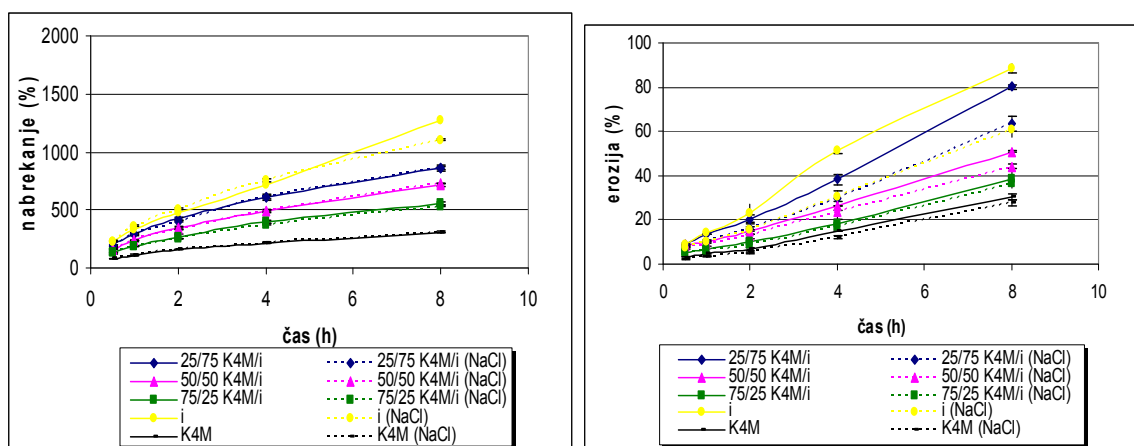 nabrekanje (%)
2000
1500
1000
500
0
0 2 4 6 8 10
čas (h)
25/75 K4M/i 25/75 K4M/i (NaCl)
50/50 K4M/i 50/50 K4M/i (NaCl)
75/25 K4M/i 75/25 K4M/i (NaCl)
i i (NaCl)
K4M K4M (NaCl)
erozija (%)
100
80
60
40
20
0
0 2 4 6 8 10
čas (h)
25/75 K4M/i 25/75 K4M/i (NaCl)
50/50 K4M/i 50/50 K4M/i (NaCl)
75/25 K4M/i 75/25 K4M/i (NaCl)
i i (NaCl)
K4M K4M (NaCl)